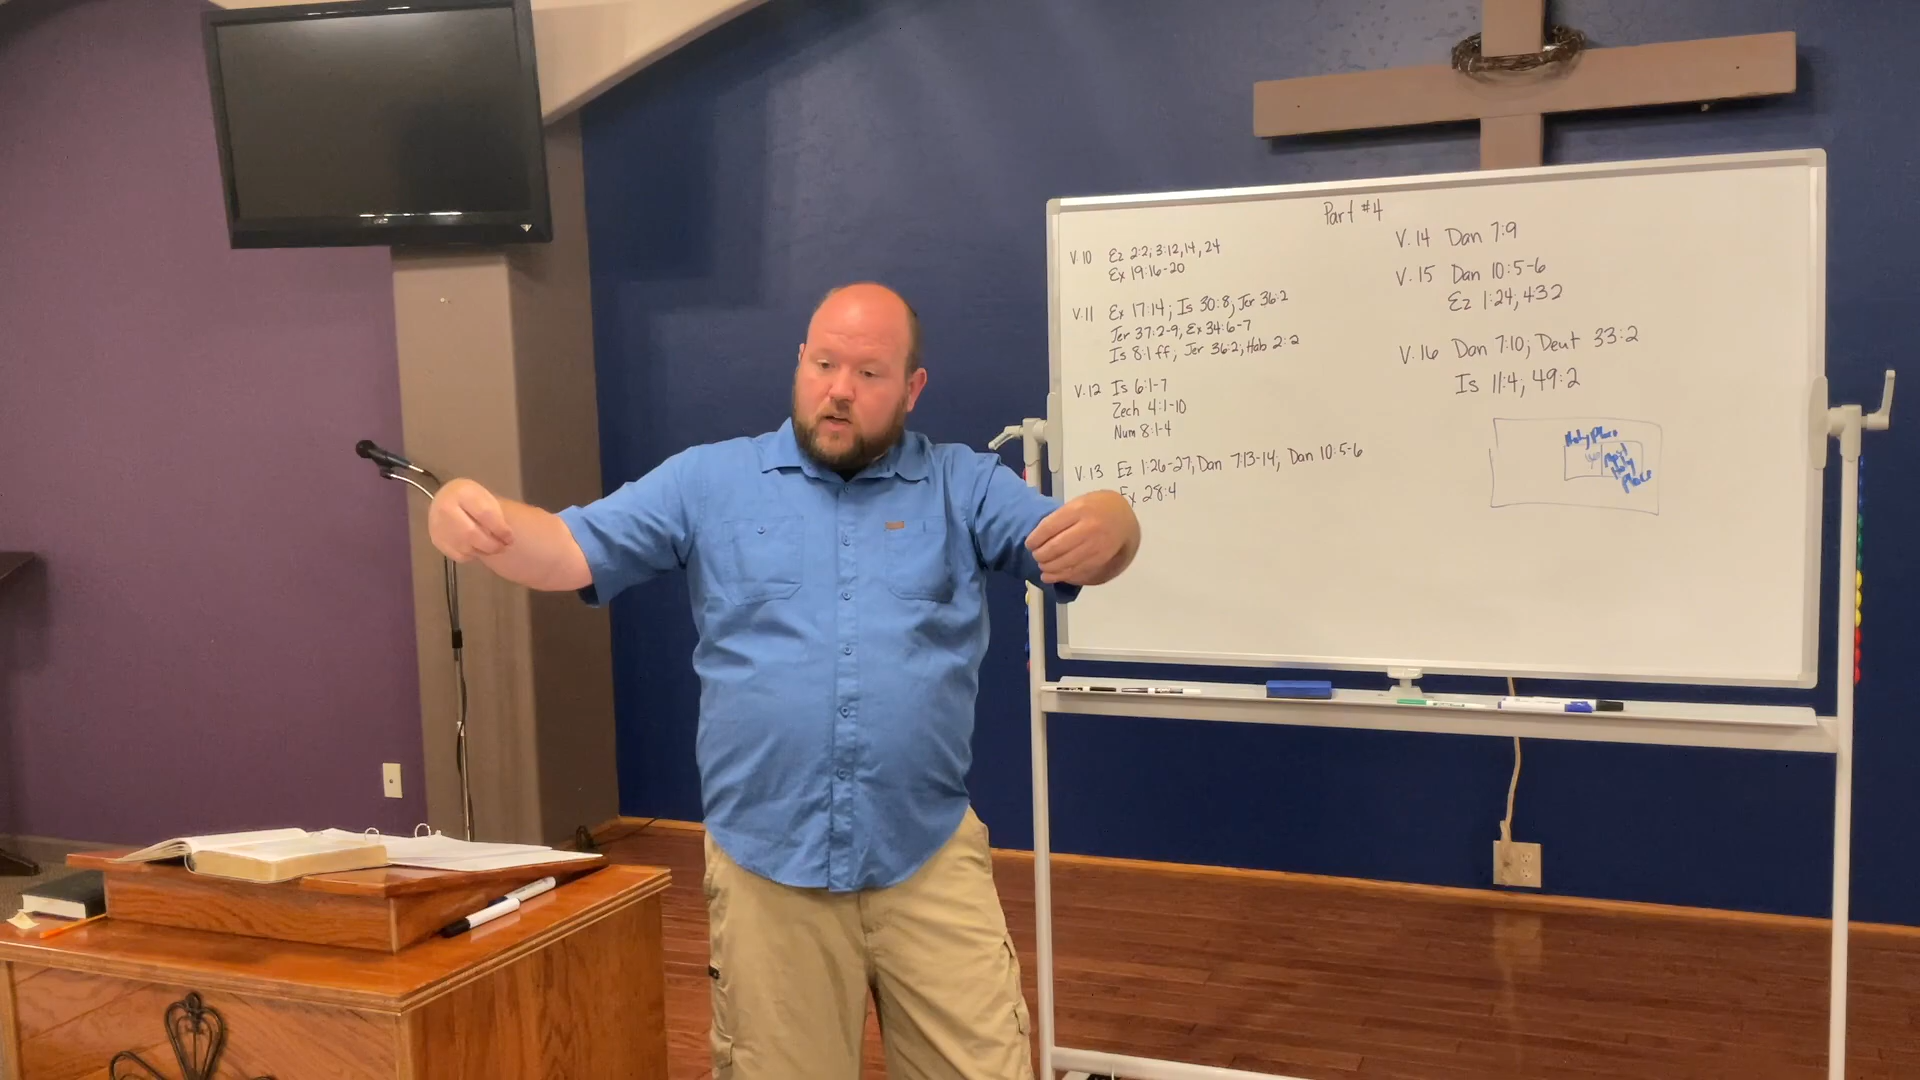 Part #4
V.10 Ez 2:2; 3:12,14,24
Ex 19:16-20
V.11 Ex 17:14; Is 30:8; Jer 36:2
Jer 37:2-9, Ex 34:6-7
Is 8:1 ff, Jer 36:2; Hab 2:2
V.12 Is 6:1-7
Zech 4:1-10
Num 8:1-4
V.13 Ez 1:26-27, Dan 7:13-14; Dan 10:5-6
Ex 28:4
V.14 Dan 7:9
V.15 Dan 10:5-6
Ez 1:24; 43:2
V.16 Dan 7:10; Deut 33:2
Is 11:4; 49:2
Holy Place
Most
Holy
Place